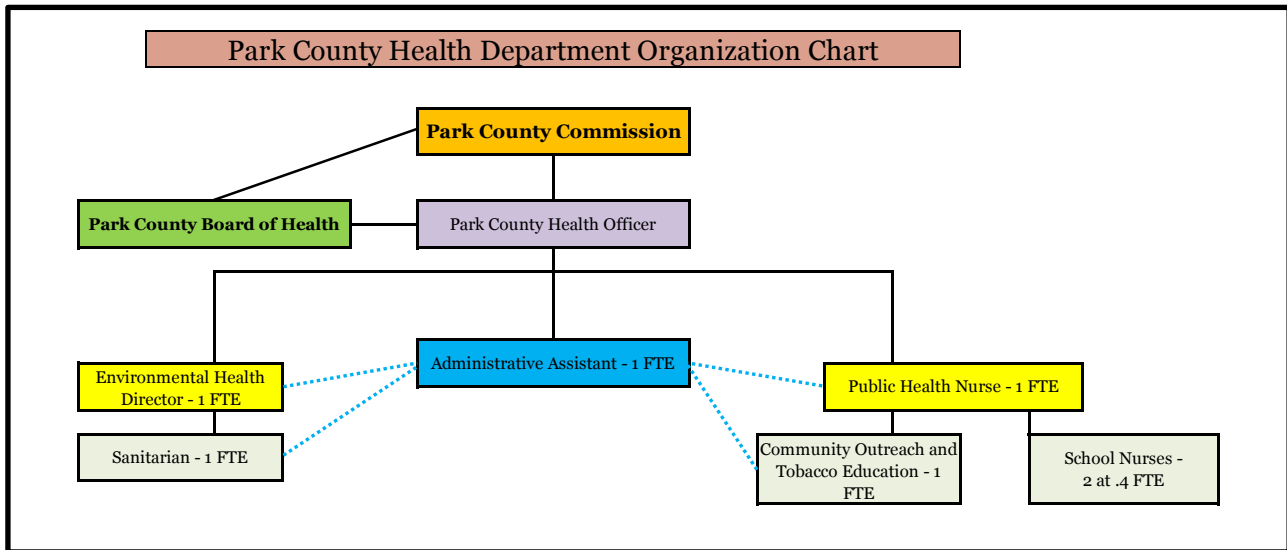 Park County Health Department Organization Chart
Park County Commission
Park County Board of Health
Park County Health Officer
Administrative Assistant - 1 FTE
Environmental Health
Director - 1 FTE
Public Health Nurse - 1 FTE
Sanitarian - 1 FTE
Community Outreach and
Tobacco Education - 1
FTE
School Nurses -
2 at .4 FTE